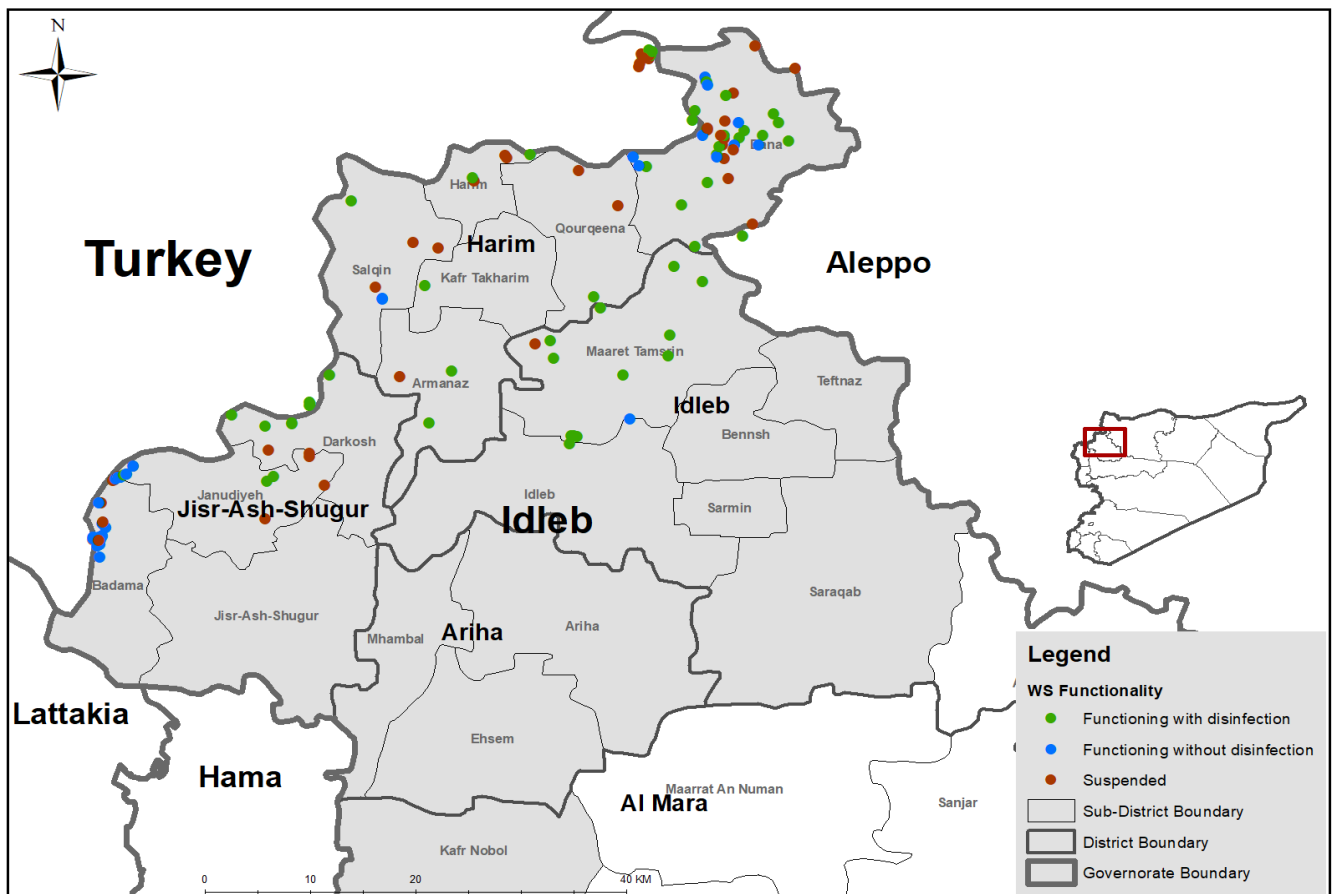 N
Dana
Harim
Qourqeena
Harim
Turkey
Aleppo
Salqin
Kafr Takharim
Maaret Tamsrin
Armanaz
Teftnaz
Idleb
Bennsh
Darkosh
Janudiyeh
Idleb
Jisr-Ash-Shugur
Sarmin
Idleb
Badama
Saraqab
Jisr-Ash-Shugur
Mhambal
Ariha
Ariha
Lattakia
Ehsem
Hama
Maarrat An Numan
Al Mara
Sanjar
Kafr Nobol
0 10 20 40 KM
Legend
WS Functionality
Functioning with disinfection
Functioning without disinfection
Suspended
Sub-District Boundary
District Boundary
Governorate Boundary